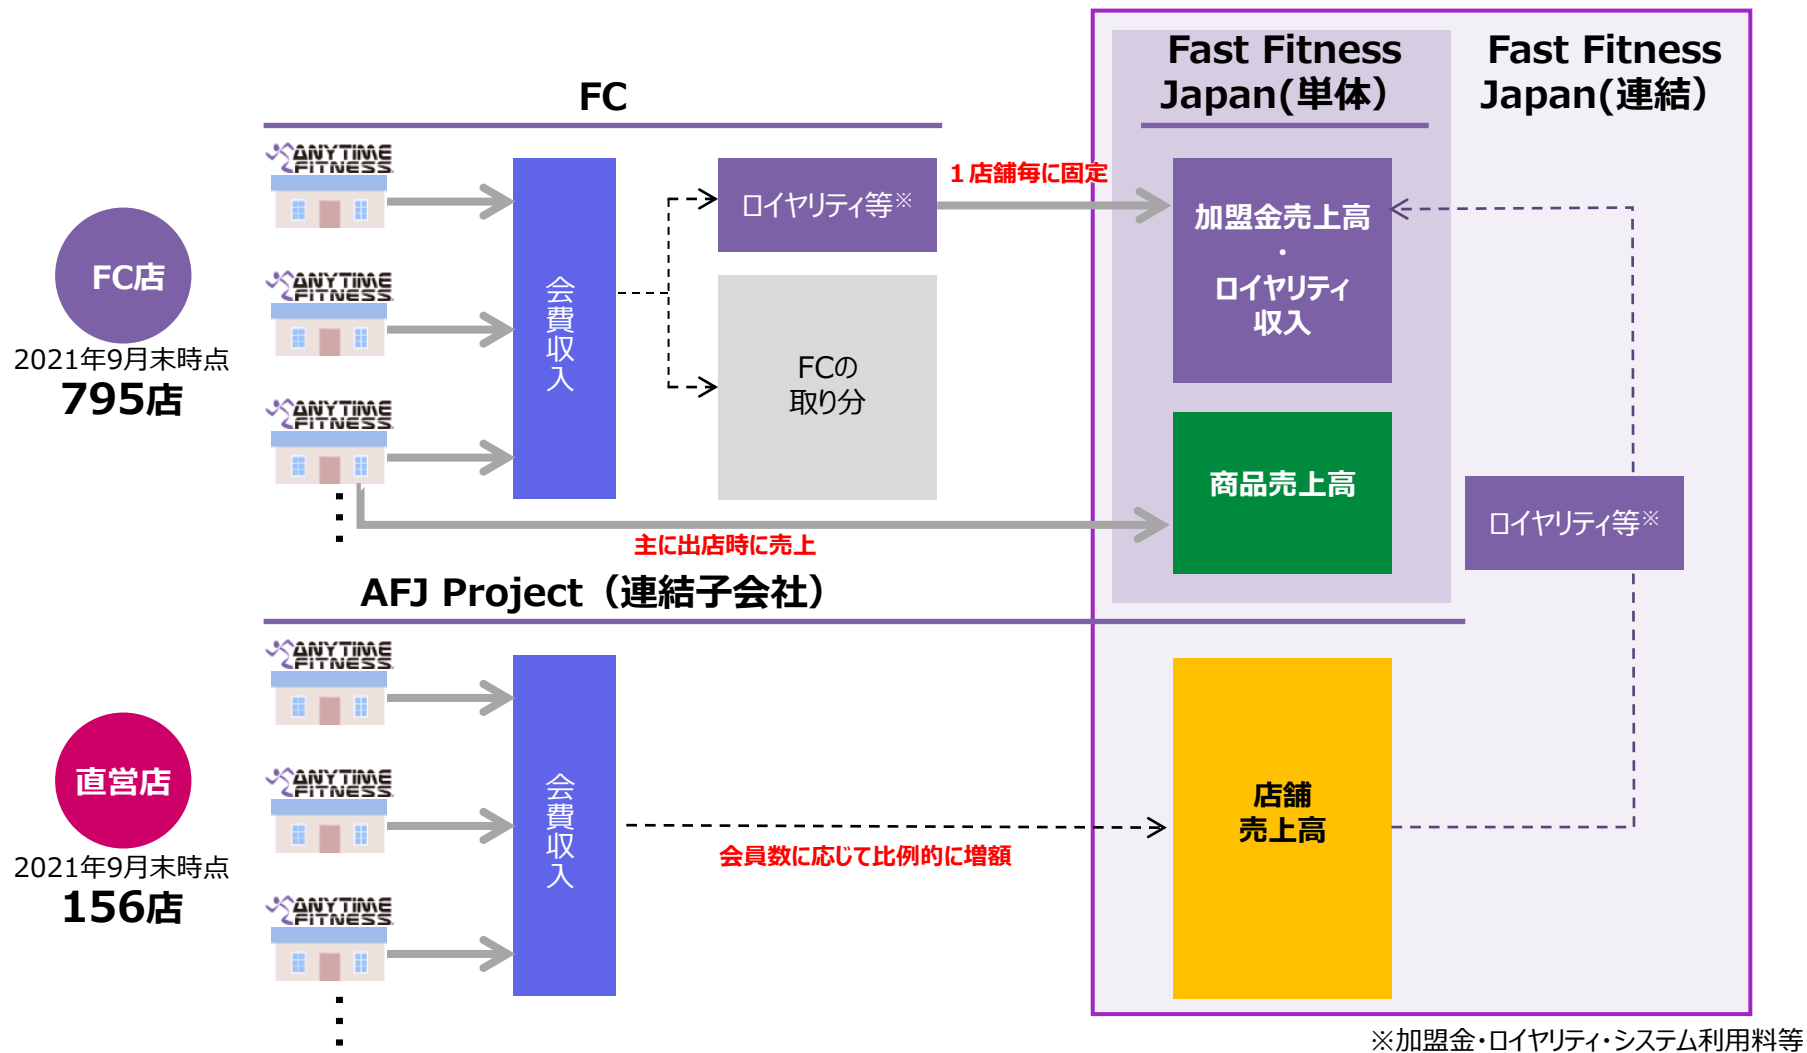 FC
Fast Fitness
Japan(単体）
Fast Fitness
Japan(連結）
FC店
2021年9月末時点
795店
ANYTIME
FITNESS
ANYTIME
FITNESS
ANYTIME
FITNESS
会費収入
ロイヤリティ等※
FCの
取り分
１店舗毎に固定
加盟金売上高
・
ロイヤリティ
収入
商品売上高
主に出店時に売上
ロイヤリティ等※
AFJ Project（連結子会社）
直営店
2021年9月末時点
156店
ANYTIME
FITNESS
ANYTIME
FITNESS
ANYTIME
FITNESS
会費収入
会員数に応じて比例的に増額
店舗
売上高
※加盟金・ロイヤリティ・システム利用料等